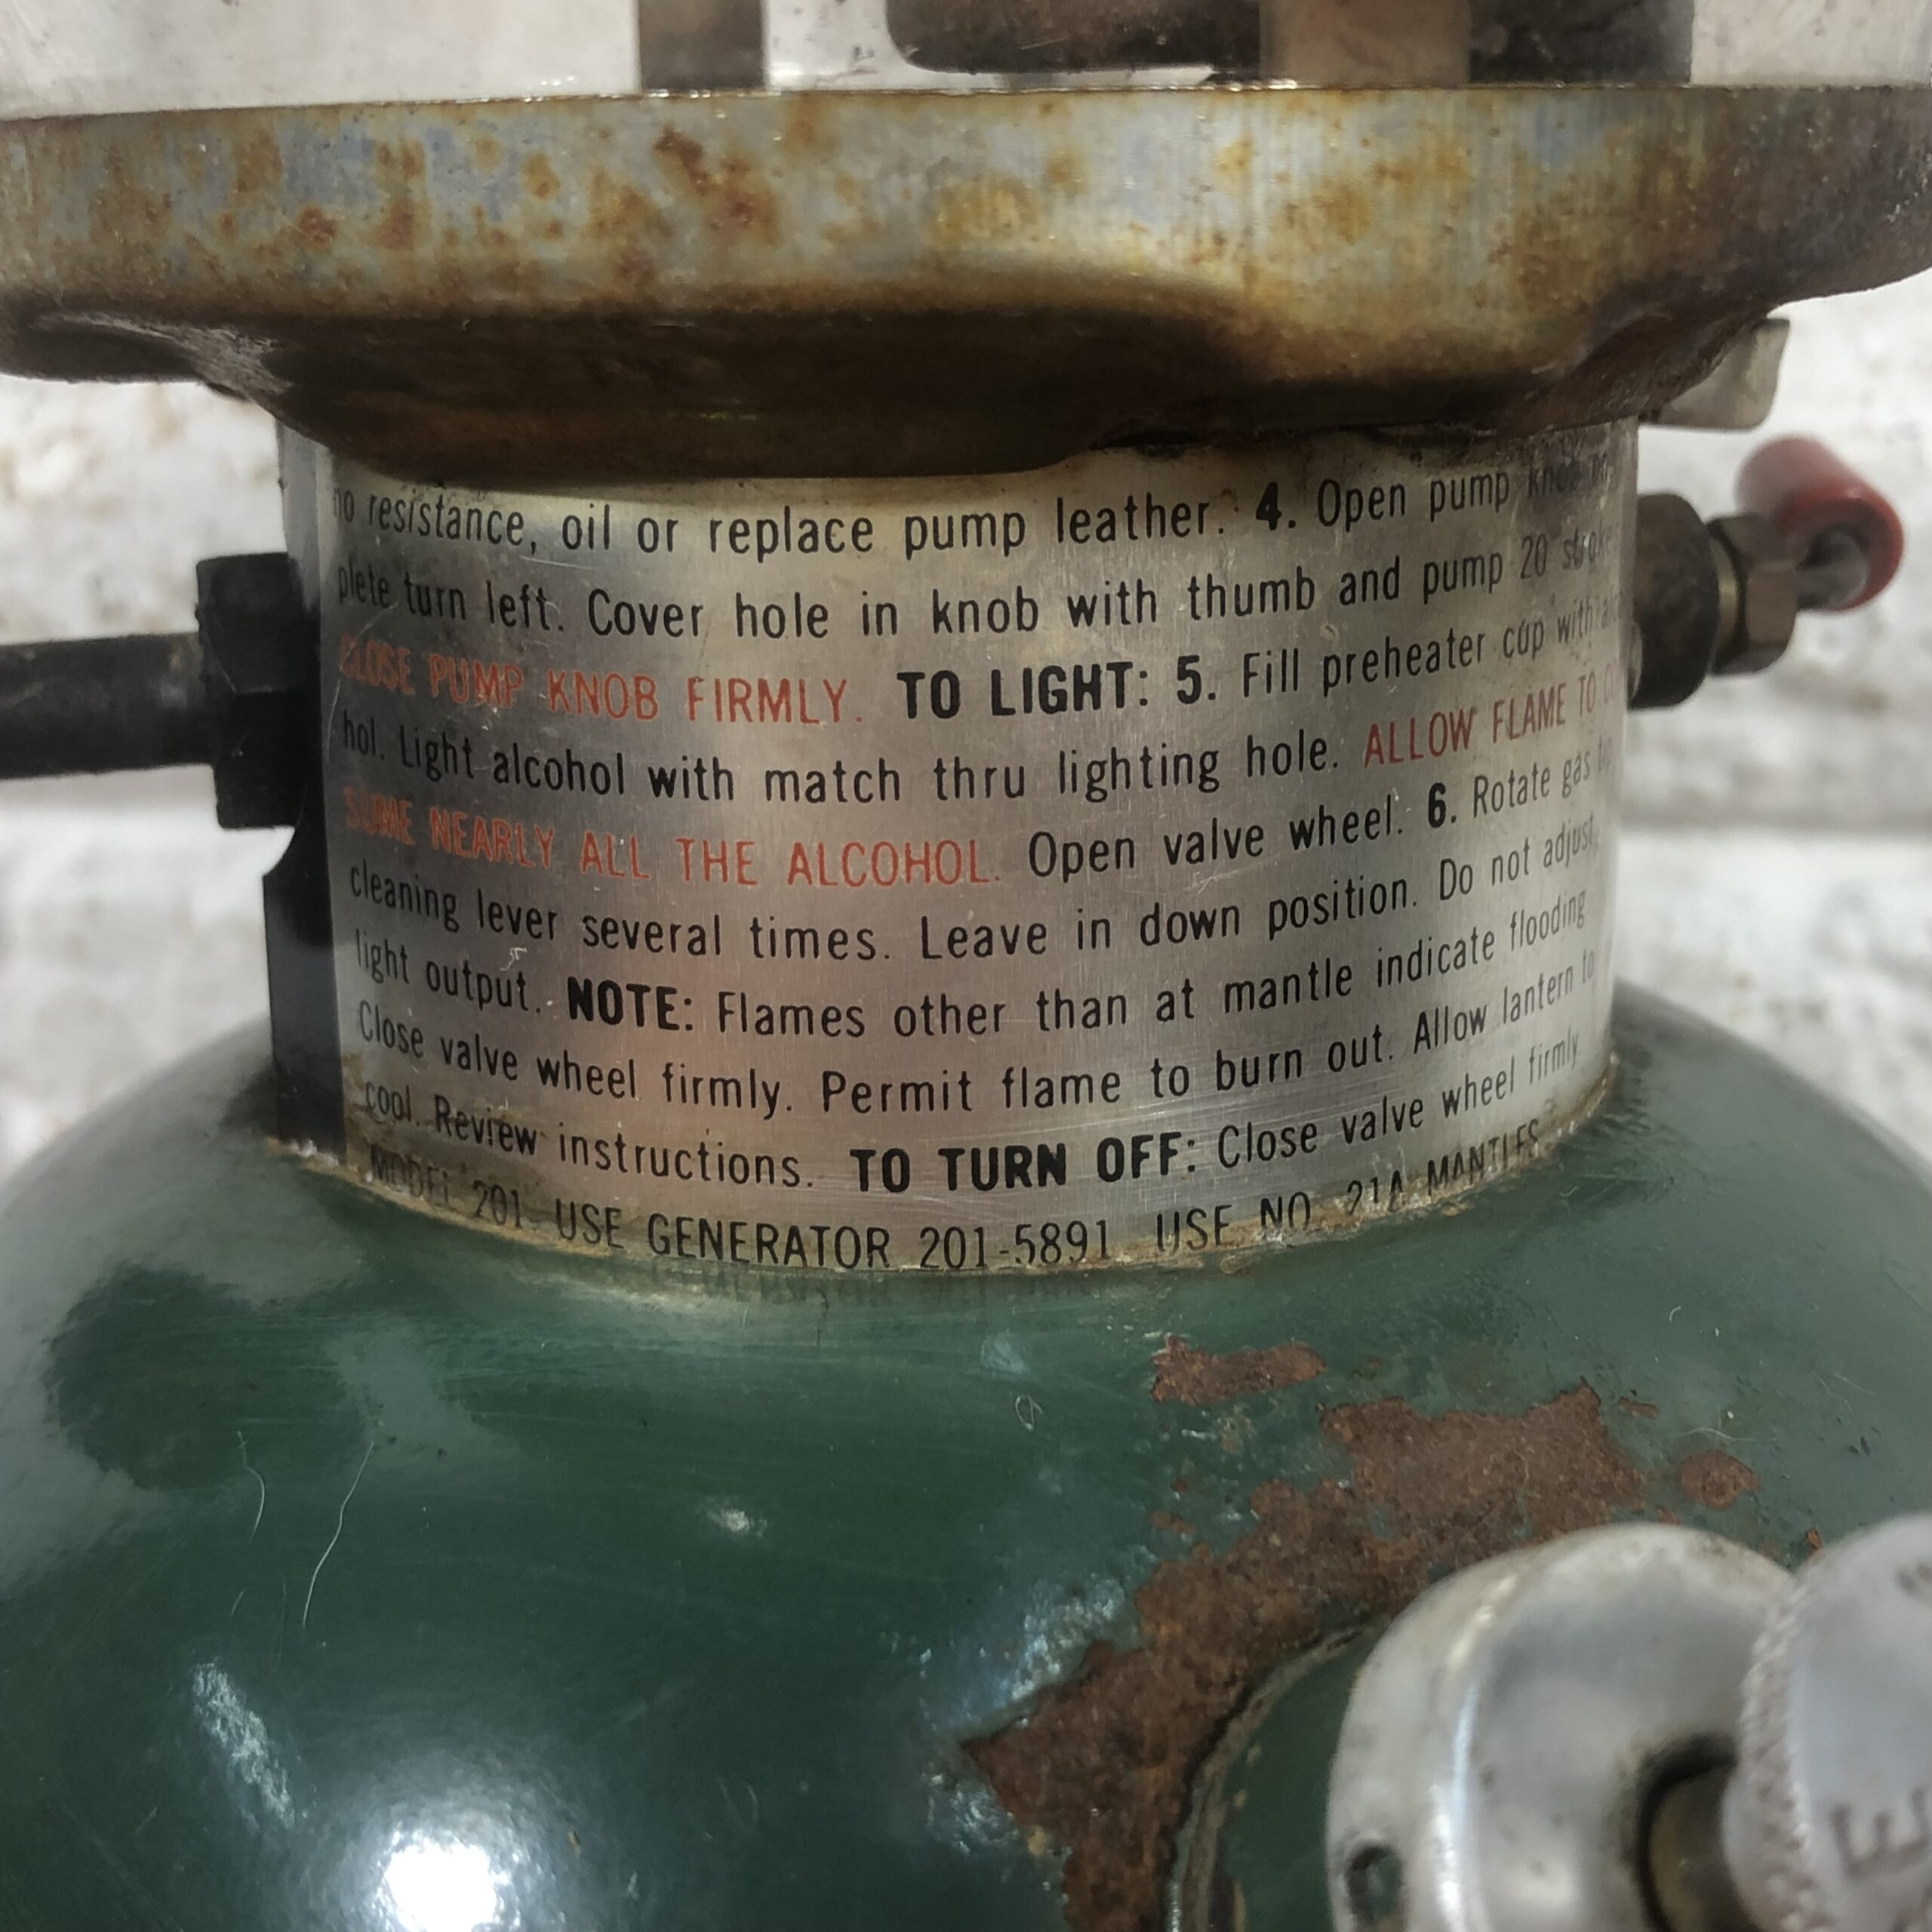 no resistance, oil or replace pump leather. 4. Open pump knob
plete turn left. Cover hole in knob with thumb and pump 20
CLOSE PUMP KNOB FIRMLY. TO LIGHT: 5. Fill preheater cup with
hol. Light alcohol with match thru lighting hole. ALLOW FLAME TO
SUME NEARLY ALL THE ALCOHOL. Open valve wheel. 6. Rotate gas
cleaning lever several times. Leave in down position. Do not adjust
light output. NOTE: Flames other than at mantle indicate flooding
Close valve wheel firmly. Permit flame to burn out. Allow lantern to
cool. Review instructions. TO TURN OFF: Close valve wheel firmly
MODEL 201 USE GENERATOR 201-5891 USE NO. 21A MANTLES